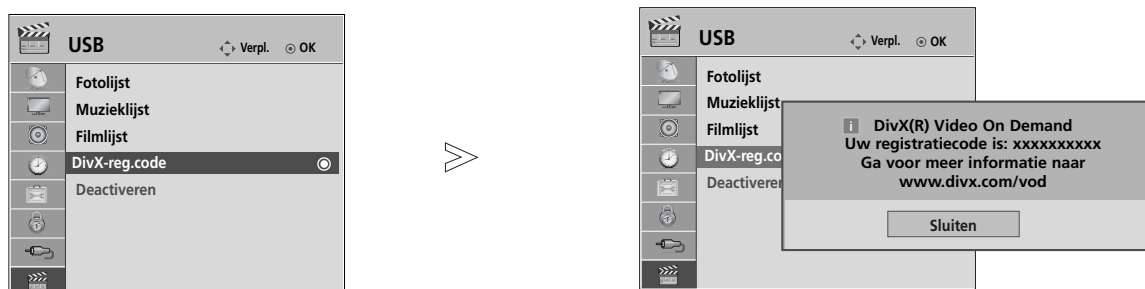 USB
Verpl. OK
Fotolijst
Muzieklijst
Filmlijst
DivX-reg.code
Deactiveren
USB
Verpl. OK
Fotolijst
Muzieklijst
Filmlijst
DivX-reg.co
Deactiveren
i DivX(R) Video On Demand
Uw registratiecode is: xxxxxxxxxx
Ga voor meer informatie naar
www.divx.com/vod
Sluiten